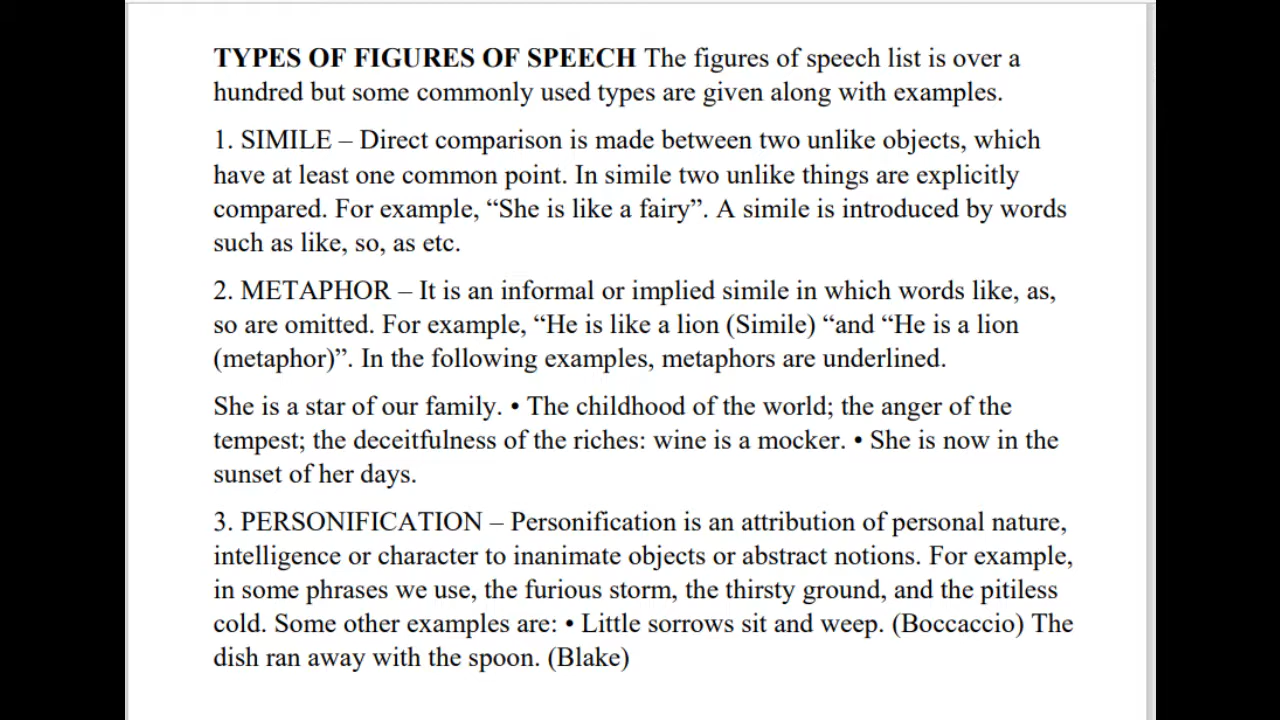 TYPES OF FIGURES OF SPEECH The figures of speech list is over a
hundred but some commonly used types are given along with examples.
1. SIMILE – Direct comparison is made between two unlike objects, which
have at least one common point. In simile two unlike things are explicitly
compared. For example, “She is like a fairy”. A simile is introduced by words
such as like, so, as etc.
2. METAPHOR – It is an informal or implied simile in which words like, as,
so are omitted. For example, “He is like a lion (Simile) “and “He is a lion
(metaphor)”. In the following examples, metaphors are underlined.
She is a star of our family. • The childhood of the world; the anger of the
tempest; the deceitfulness of the riches: wine is a mocker. • She is now in the
sunset of her days.
3. PERSONIFICATION – Personification is an attribution of personal nature,
intelligence or character to inanimate objects or abstract notions. For example,
in some phrases we use, the furious storm, the thirsty ground, and the pitiless
cold. Some other examples are: • Little sorrows sit and weep. (Boccaccio) The
dish ran away with the spoon. (Blake)